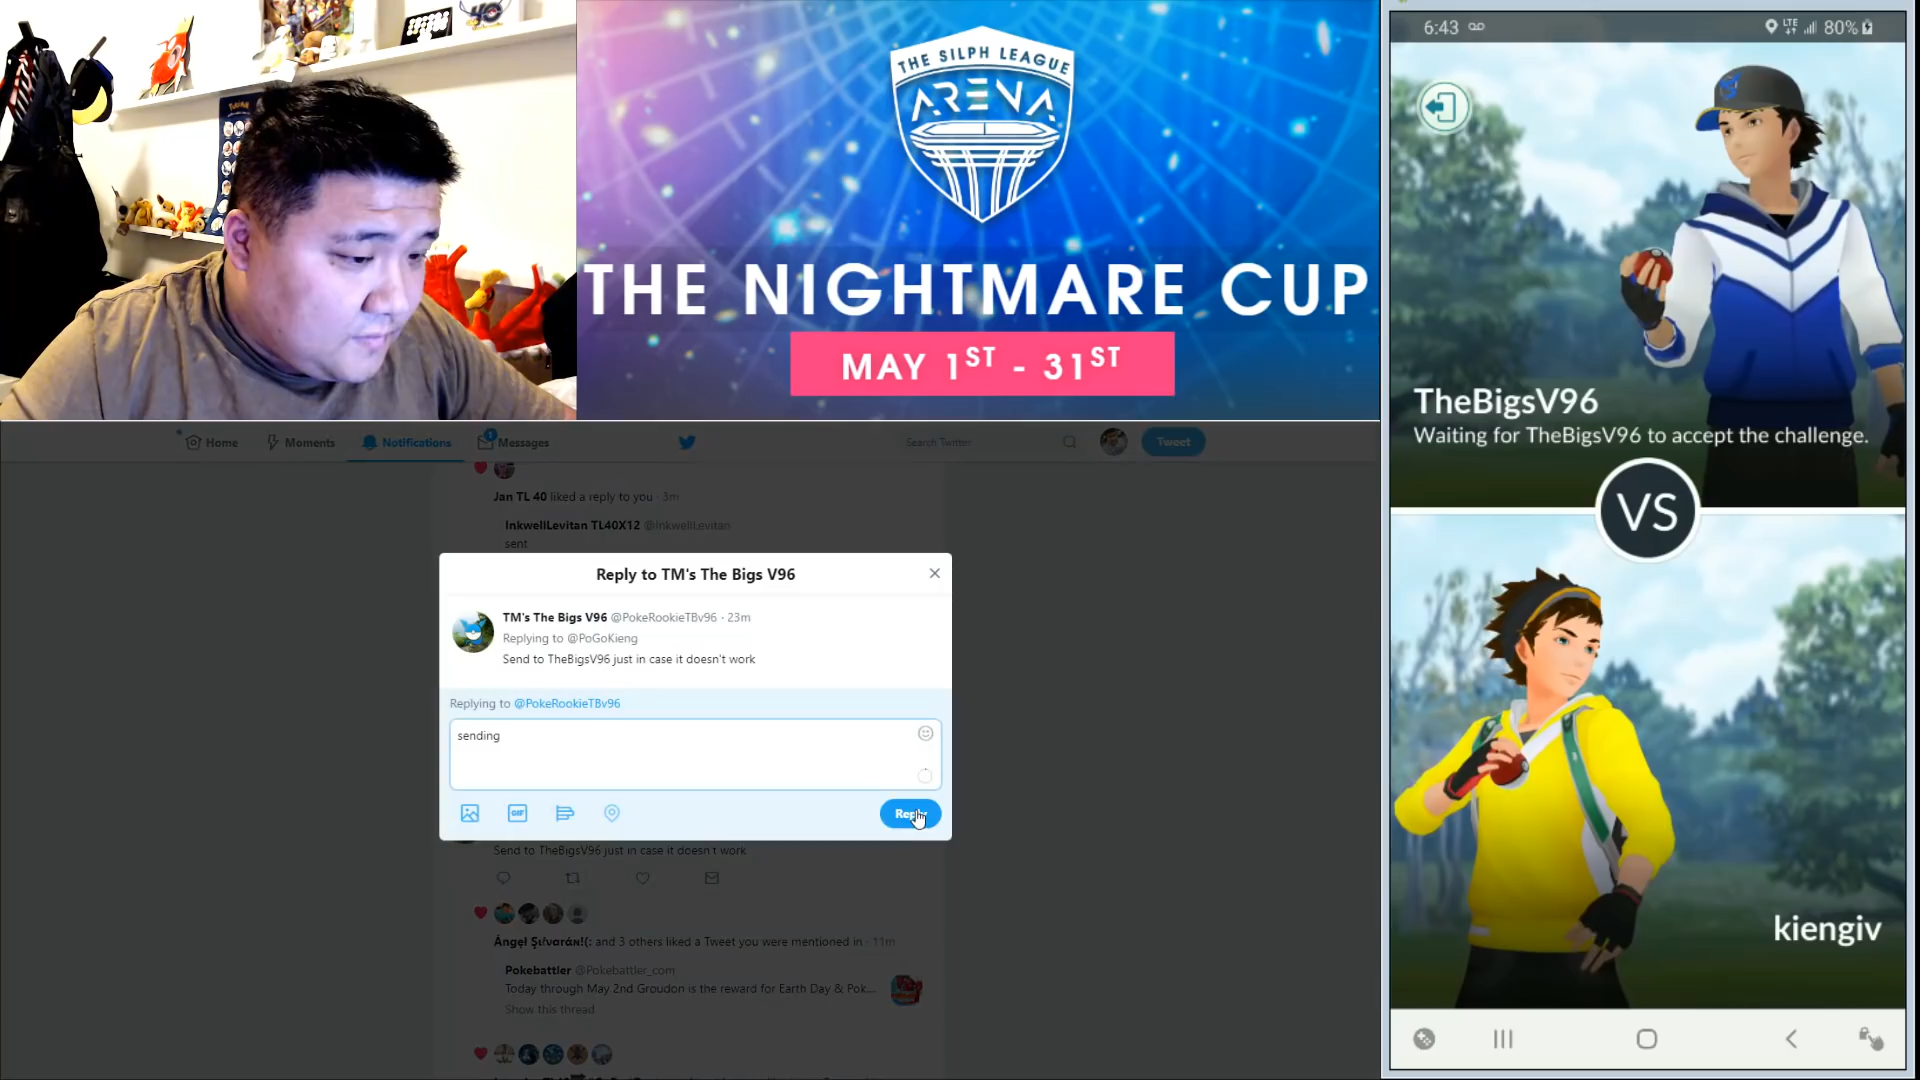 THE SILPH LEAGUE
ARENA
THE NIGHTMARE CUP
MAY 1ST - 31ST
6:43
LTE
80%
TheBigsV96
Waiting for TheBigsV96 to accept the challenge.
VS
kiengiv
Home
Moments
Notifications
Messages
Search Twitter
Tweet
Jan TL 40 liked a reply to you · 3m
InkwellLevitan TL40X12 @InkwellLevitan
sent
Reply to TM's The Bigs V96
TM's The Bigs V96 @PokeRookieTBv96 · 23m
Replying to @PoGoKieng
Send to TheBigsV96 just in case it doesn't work
Replying to @PokeRookieTBv96
sending
GIF
Reply
Send to TheBigsV96 just in case it doesn't work
and 3 others liked a Tweet you were mentioned in · 11m
Pokebattler @Pokebattler_com
Today through May 2nd Groudon is the reward for Earth Day & Pok...
Show this thread